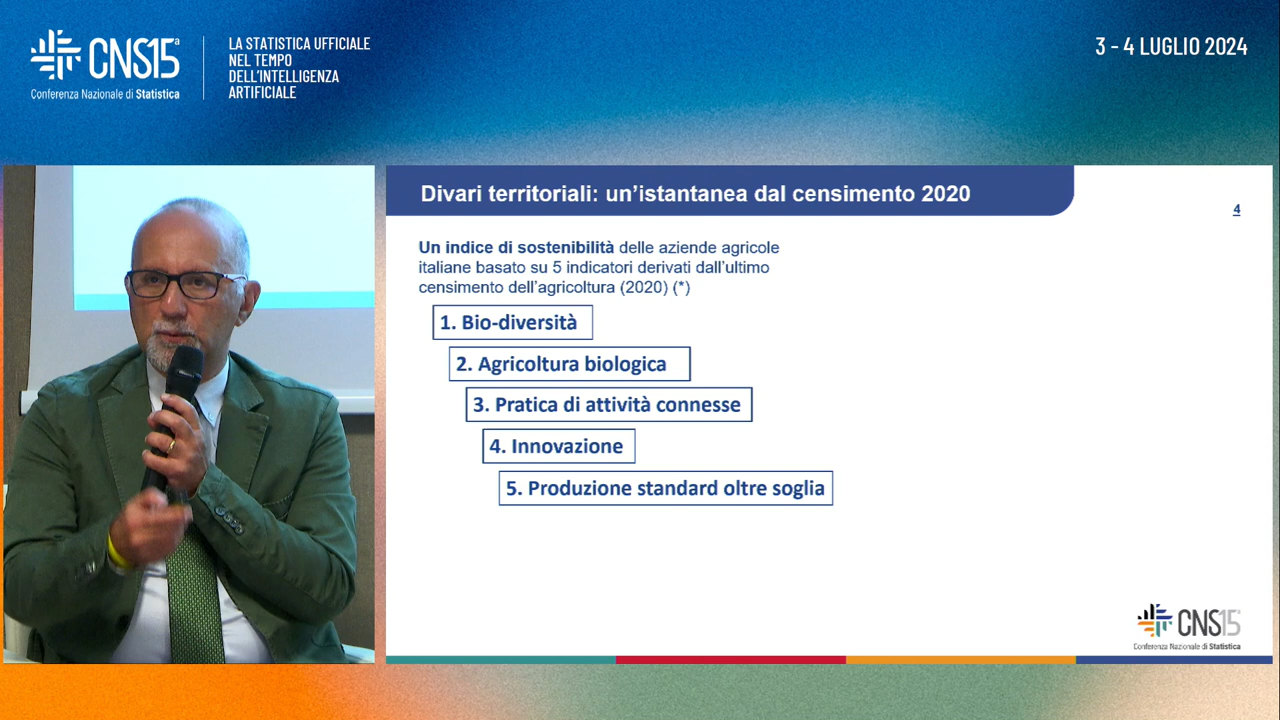 CNS15ª
Conferenza Nazionale di Statistica
LA STATISTICA UFFICIALE
NEL TEMPO
DELL'INTELLIGENZA
ARTIFICIALE
3 - 4 LUGLIO 2024
Divari territoriali: un'istantanea dal censimento 2020
4
Un indice di sostenibilità delle aziende agricole
italiane basato su 5 indicatori derivati dall'ultimo
censimento dell'agricoltura (2020) (*)
1. Bio-diversità
2. Agricoltura biologica
3. Pratica di attività connesse
4. Innovazione
5. Produzione standard oltre soglia
CNS15
Conferenza Nazionale di Statistica